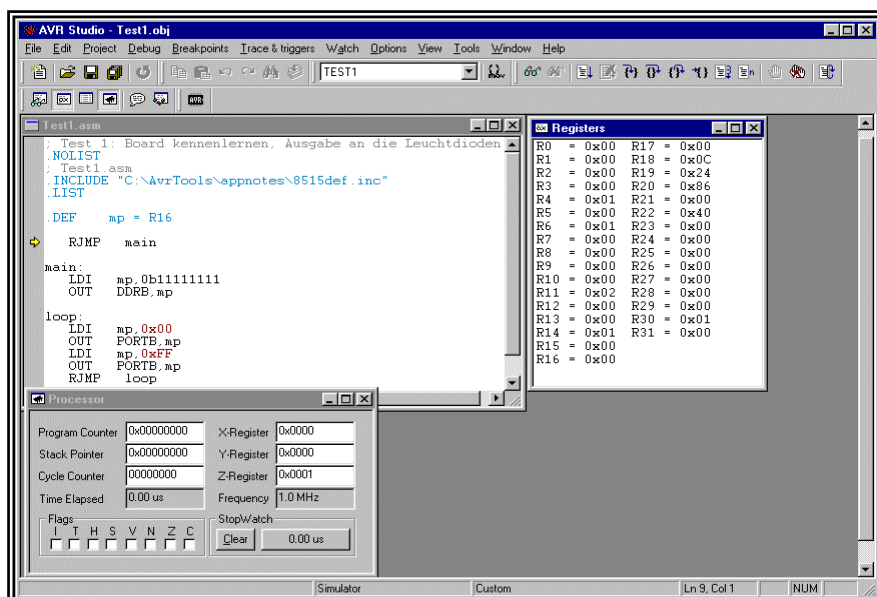 AVR Studio - Test1.obj
File Edit Project Debug Breakpoints Trace & triggers Watch Options View Tools Window Help
TEST1
AVR
Test1.asm
; Test 1: Board kennenlernen, Ausgabe an die Leuchtdioden
.NOLIST
; Test1.asm
.INCLUDE "C:\AvrTools\appnotes\8515def.inc"
.LIST
.DEF mp = R16
RJMP main
main:
LDI mp,0b11111111
OUT DDRB,mp
loop:
LDI mp,0x00
OUT PORTB,mp
LDI mp,0xFF
OUT PORTB,mp
RJMP loop
Registers
R0 = 0x00 R17 = 0x00
R1 = 0x00 R18 = 0x0C
R2 = 0x00 R19 = 0x24
R3 = 0x00 R20 = 0x86
R4 = 0x01 R21 = 0x00
R5 = 0x00 R22 = 0x40
R6 = 0x01 R23 = 0x00
R7 = 0x00 R24 = 0x00
R8 = 0x00 R25 = 0x00
R9 = 0x00 R26 = 0x00
R10 = 0x00 R27 = 0x00
R11 = 0x02 R28 = 0x00
R12 = 0x00 R29 = 0x00
R13 = 0x00 R30 = 0x01
R14 = 0x01 R31 = 0x00
R15 = 0x00
R16 = 0x00
Processor
Program Counter 0x00000000 X-Register 0x0000
Stack Pointer 0x00000000 Y-Register 0x0000
Cycle Counter 00000000 Z-Register 0x0001
Time Elapsed 0.00 us Frequency 1.0 MHz
Flags StopWatch
I T H S V N Z C
Clear 0.00 us
Simulator Custom Ln 9, Col 1 NUM